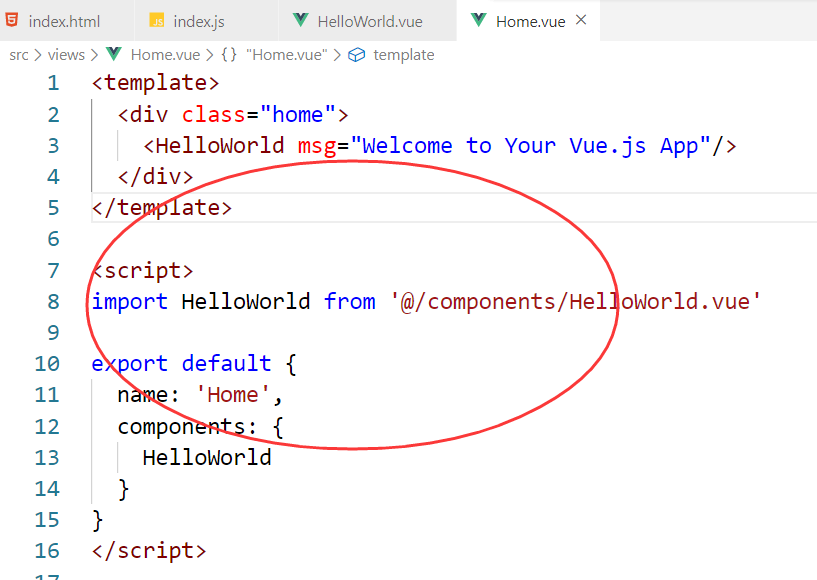 index.html JS index.js HelloWorld.vue Home.vue ×
src > views > Home.vue > {} "Home.vue" > template
1 <template>
2 <div class="home">
3 <HelloWorld msg="Welcome to Your Vue.js App"/>
4 </div>
5 </template>
6
7 <script>
8 import HelloWorld from '@/components/HelloWorld.vue'
9
10 export default {
11 name: 'Home',
12 components: {
13 HelloWorld
14 }
15 }
16 </script>
17